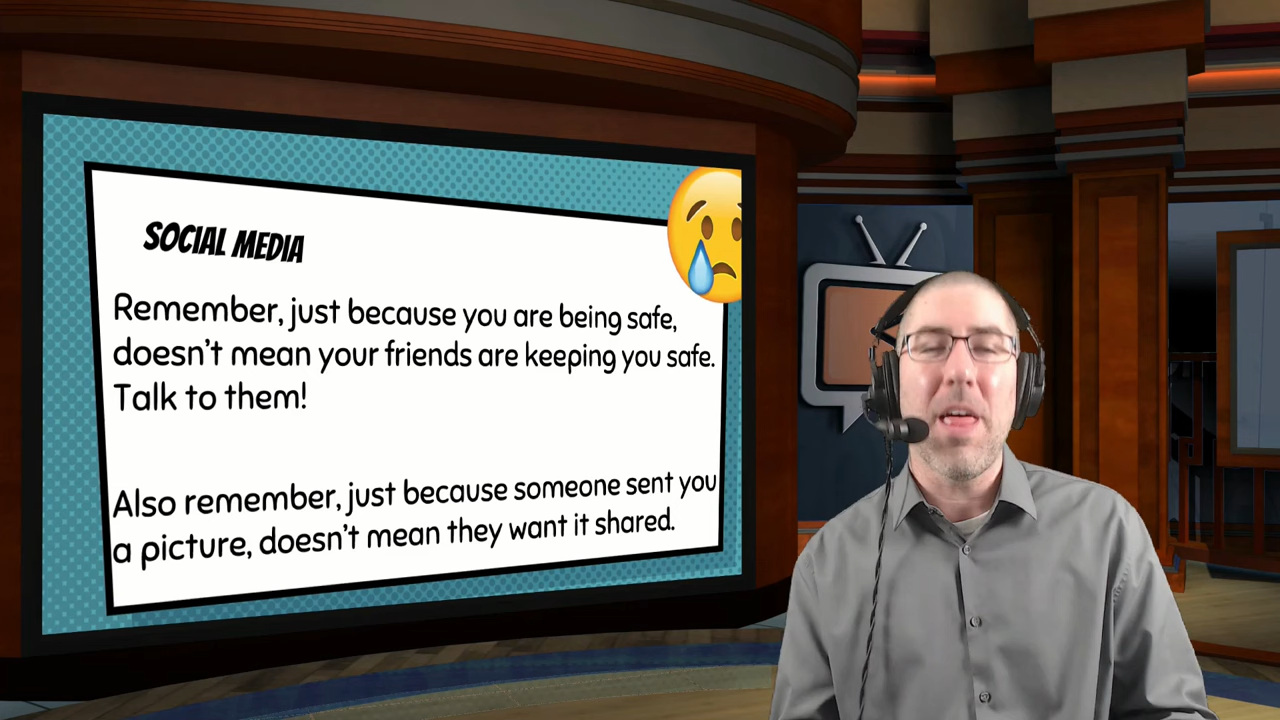 SOCIAL MEDIA
Remember, just because you are being safe,
doesn't mean your friends are keeping you safe.
Talk to them!
Also remember, just because someone sent you
a picture, doesn't mean they want it shared.